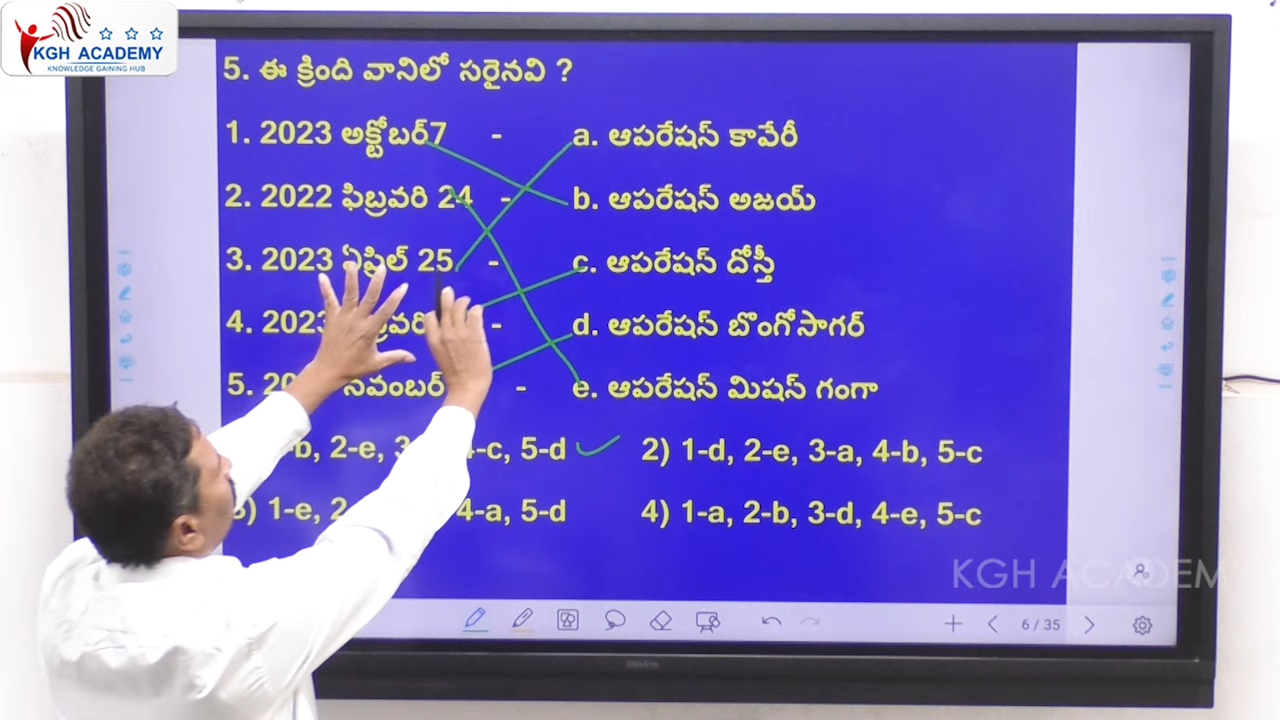 KGH ACADEMY
KNOWLEDGE GAINING HUB
5. ఈ క్రింది వానిలో సరైనవి ?
1. 2023 అక్టోబర్7 - a. ఆపరేషన్ కావేరీ
2. 2022 ఫిబ్రవరి 24 - b. ఆపరేషన్ అజయ్
3. 2023 ఏప్రిల్ 25 - c. ఆపరేషన్ దోస్తీ
4. 2023 - d. ఆపరేషన్ బొంగోసాగర్
5. నవంబర్ - e. ఆపరేషన్ మిషన్ గంగా
-b, 2-e, -c, 5-d 2) 1-d, 2-e, 3-a, 4-b, 5-c
3) 1-e, 4-a, 5-d 4) 1-a, 2-b, 3-d, 4-e, 5-c
KGH ACADEM
6 / 35